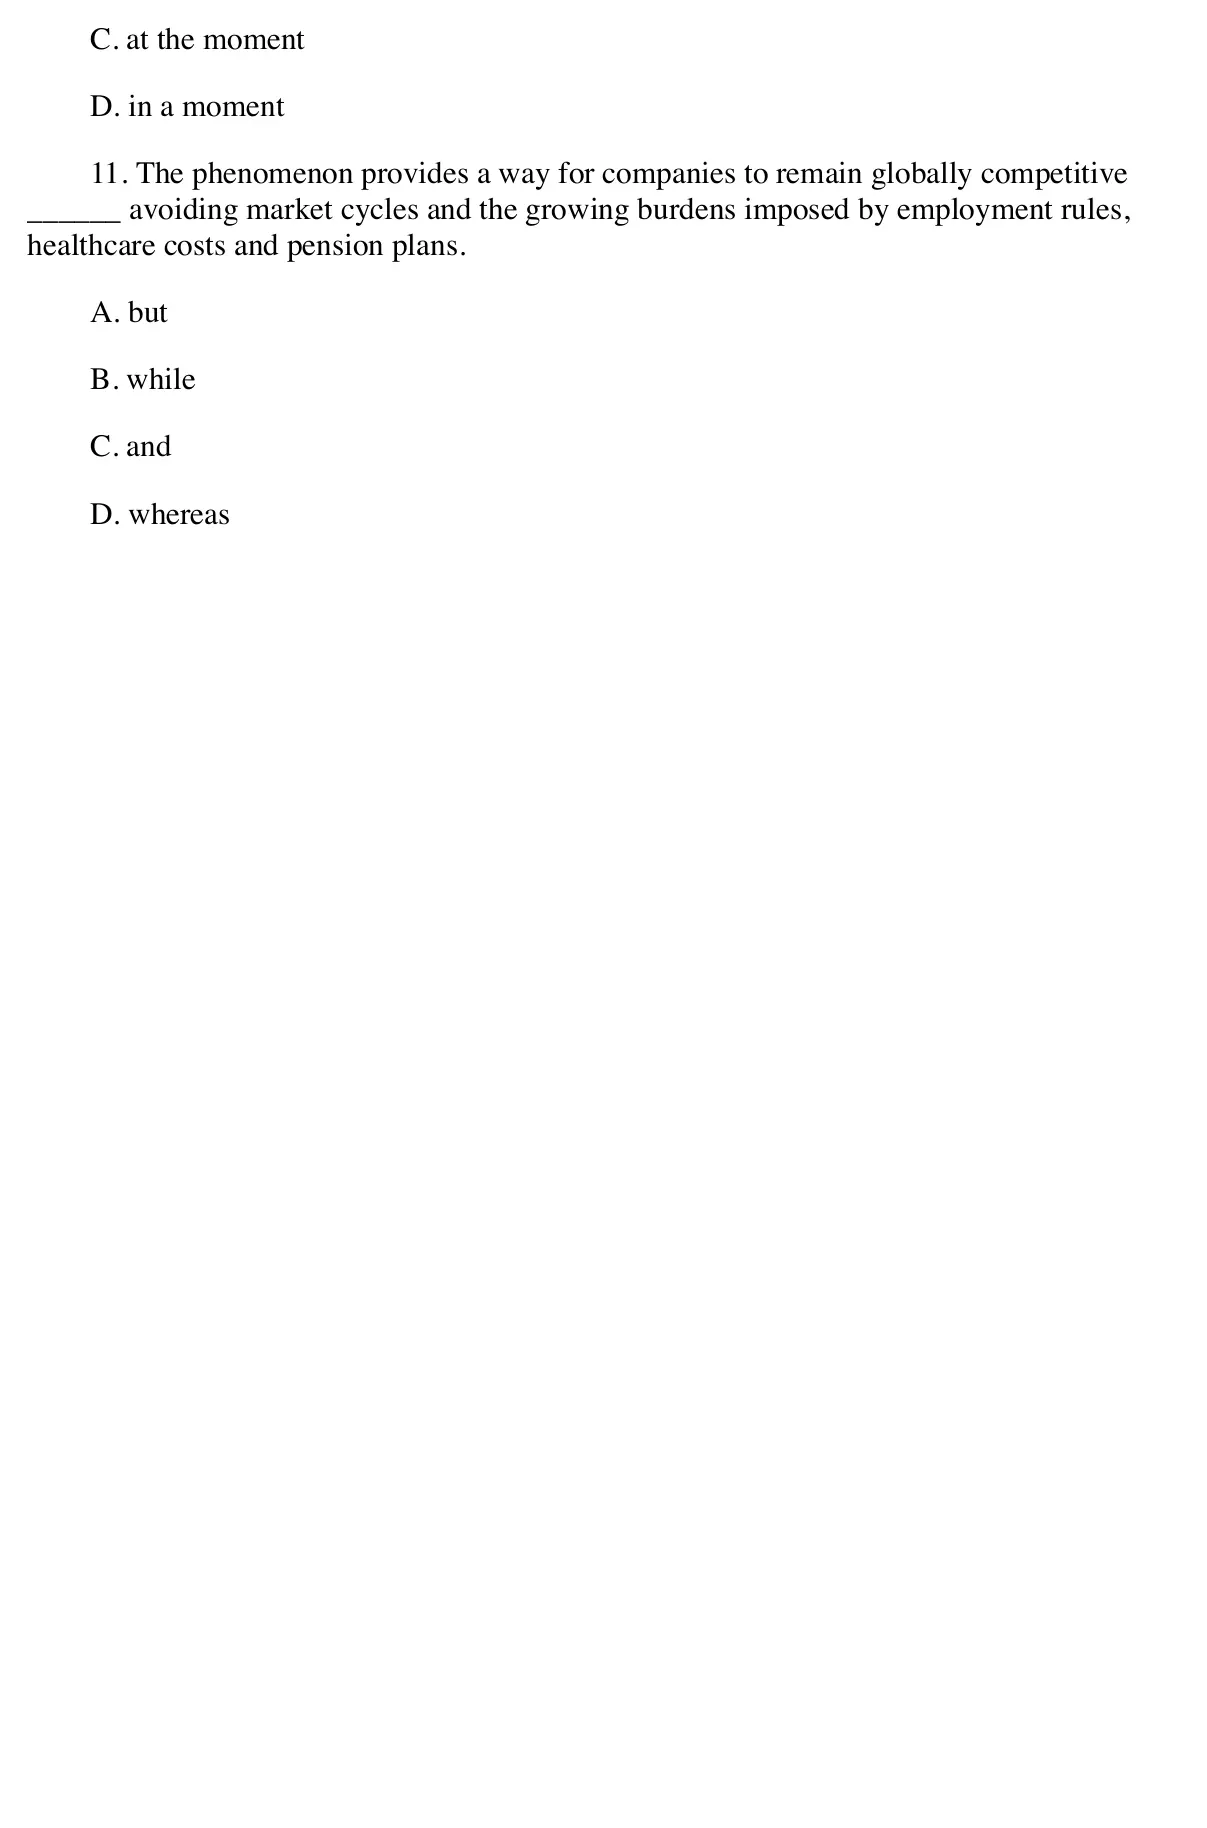 C. at the moment
D. in a moment
11. The phenomenon provides a way for companies to remain globally competitive
______ avoiding market cycles and the growing burdens imposed by employment rules,
healthcare costs and pension plans.
A. but
B. while
C. and
D. whereas